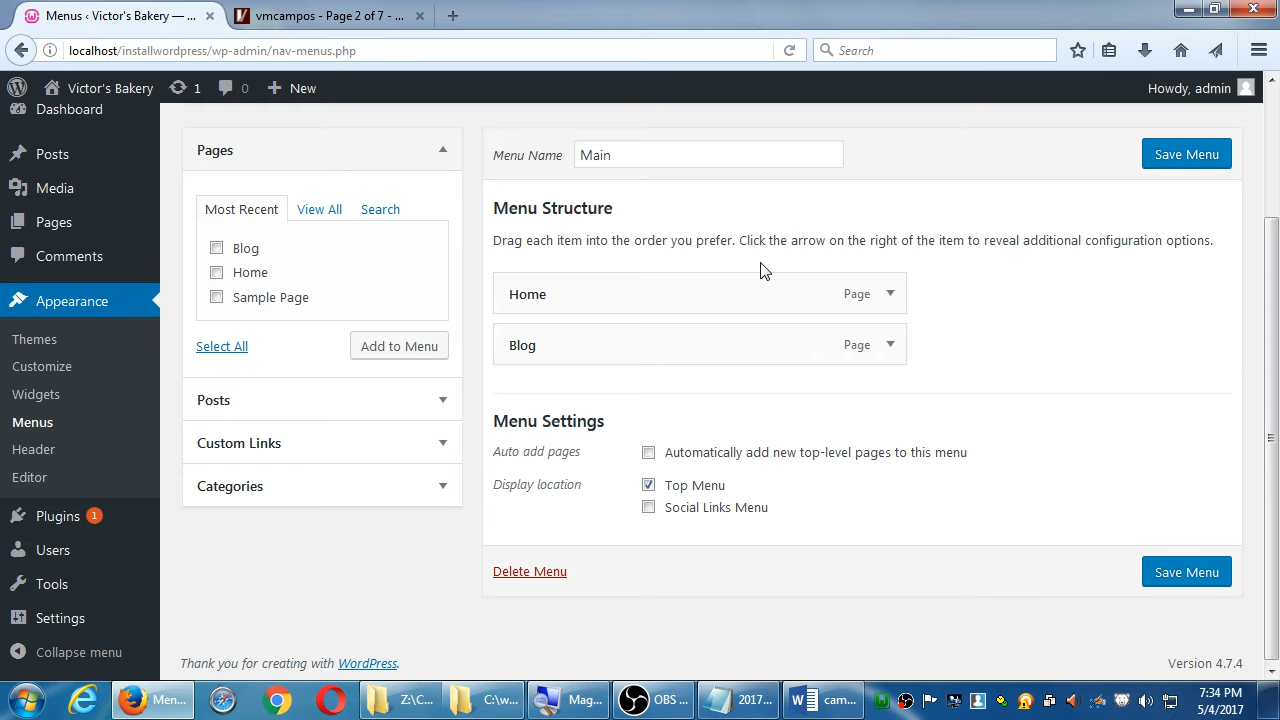 Menus ‹ Victor's Bakery — ...
vmcampos - Page 2 of 7 - ...
localhost/installwordpress/wp-admin/nav-menus.php
Search
Victor's Bakery
1
0
New
Howdy, admin
Dashboard
Posts
Media
Pages
Comments
Appearance
Themes
Customize
Widgets
Menus
Header
Editor
Plugins 1
Users
Tools
Settings
Collapse menu
Pages
Most Recent
View All
Search
Blog
Home
Sample Page
Select All
Add to Menu
Posts
Custom Links
Categories
Menu Name
Main
Save Menu
Menu Structure
Drag each item into the order you prefer. Click the arrow on the right of the item to reveal additional configuration options.
Home Page
Blog Page
Menu Settings
Auto add pages
Automatically add new top-level pages to this menu
Display location
Top Menu
Social Links Menu
Delete Menu
Save Menu
Thank you for creating with WordPress.
Version 4.7.4
Men...
Z:\C...
C:\w...
Mag...
OBS ...
2017...
cam...
7:34 PM
5/4/2017